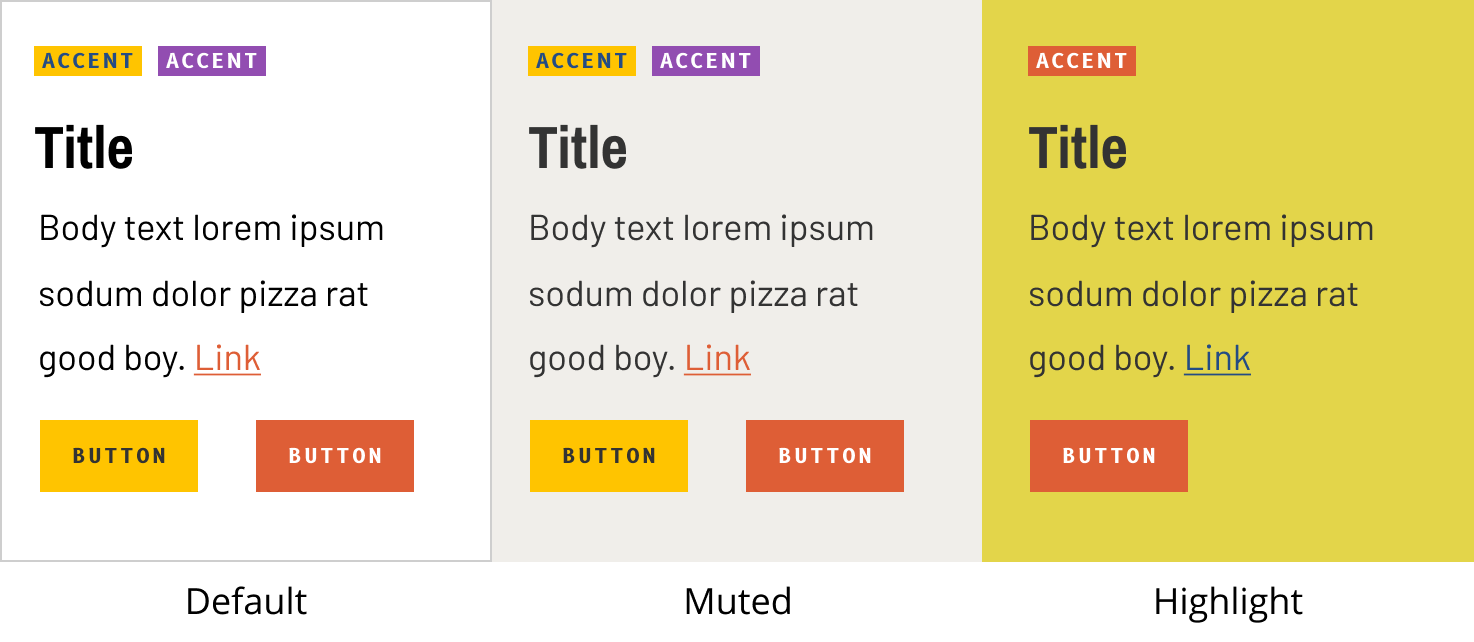 ACCENT ACCENT
Title
Body text lorem ipsum
sodum dolor pizza rat
good boy. Link
BUTTON BUTTON
Default
ACCENT ACCENT
Title
Body text lorem ipsum
sodum dolor pizza rat
good boy. Link
BUTTON BUTTON
Muted
ACCENT
Title
Body text lorem ipsum
sodum dolor pizza rat
good boy. Link
BUTTON
Highlight